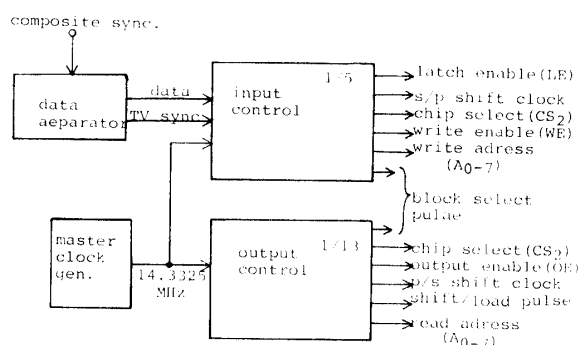 composite sync.
data
aeparator
data
TV sync.
input
control
1/5
latch enable(LE)
s/p shift clock
chip select(CS2)
write enable(WE)
write adress
(A0-7)
block select
pulae
master
clock
gen.
14.3325
MHz
output
control
1/13
chip select(CS2)
output enable(OE)
p/s shift clock
shift/load pulse
read adress
(A0-7)